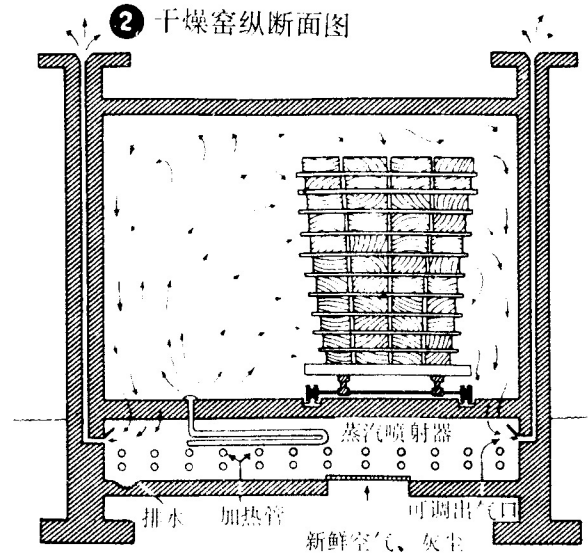 ❷ 干燥窑纵断面图
蒸汽喷射器
排水
加热管
可调出气口
新鲜空气、灰尘